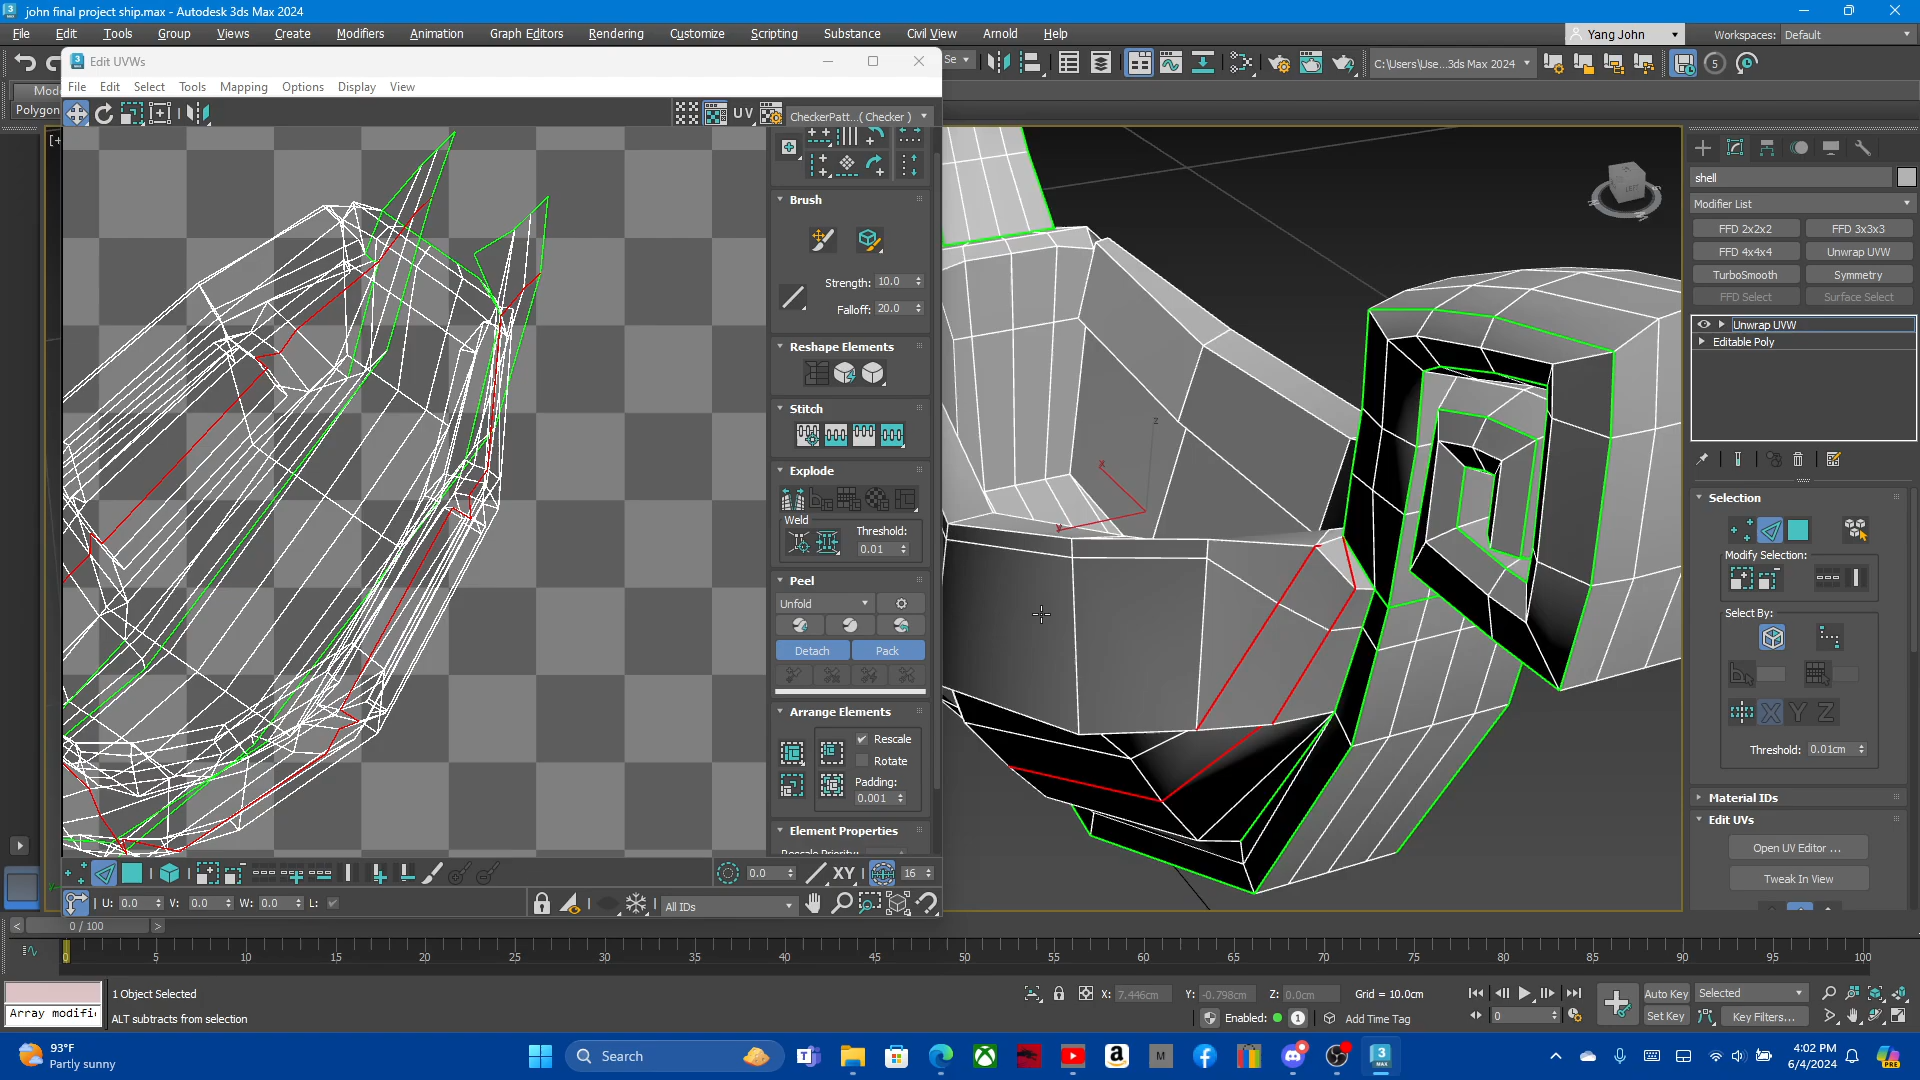 john final project ship.max - Autodesk 3ds Max 2024
File Edit Tools Group Views Create Modifiers Animation Graph Editors Rendering Customize Scripting Substance Civil View Arnold Help
Yang John
Workspaces: Default
Edit UVWs
Se
C:\Users\Use...3ds Max 2024
5
File Edit Select Tools Mapping Options Display View
Mod
Polygon
UV
CheckerPatt...( Checker )
[+
Brush
Strength: 10.0
Falloff: 20.0
Reshape Elements
Stitch
Explode
Weld
Threshold:
0.01
Peel
Unfold
Detach
Pack
Arrange Elements
Rescale
Rotate
Padding:
0.001
Element Properties
0.0
XY
16
U: 0.0 V: 0.0 W: 0.0 L:
All IDs
z
x
y
LEFT
shell
Modifier List
FFD 2x2x2
FFD 3x3x3
FFD 4x4x4
Unwrap UVW
TurboSmooth
Symmetry
FFD Select
Surface Select
Unwrap UVW
Editable Poly
Selection
Modify Selection:
Select By:
X Y Z
Threshold: 0.01cm
Material IDs
Edit UVs
Open UV Editor ...
Tweak In View
0 / 100
0 5 10 15 20 25 30 35 40 45 50 55 60 65 70 75 80 85 90 95 100
1 Object Selected
Array modifi
ALT subtracts from selection
X: 7.446cm Y: -0.798cm Z: 0.0cm Grid = 10.0cm
Enabled: 1 Add Time Tag
0
Auto Key
Selected
Set Key
Key Filters...
93°F
Partly sunny
Search
M
3
MAX
4:02 PM
6/4/2024
PRE